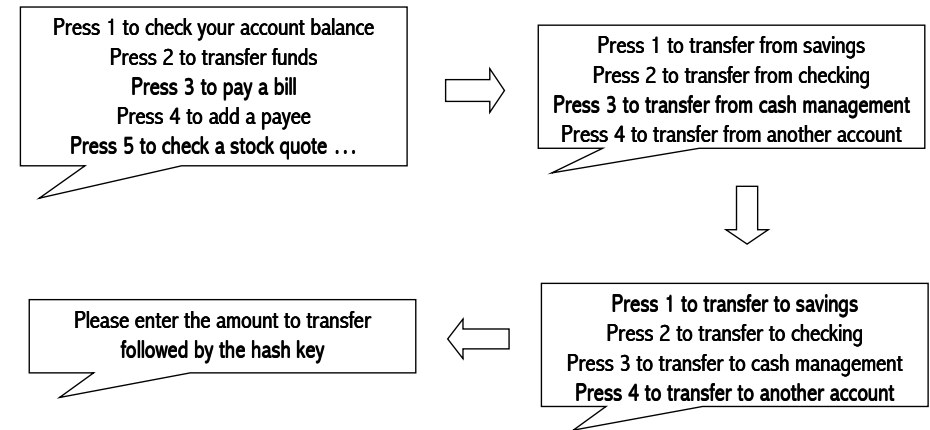 Press 1 to check your account balance
Press 2 to transfer funds
Press 3 to pay a bill
Press 4 to add a payee
Press 5 to check a stock quote …
Press 1 to transfer from savings
Press 2 to transfer from checking
Press 3 to transfer from cash management
Press 4 to transfer from another account
Press 1 to transfer to savings
Press 2 to transfer to checking
Press 3 to transfer to cash management
Press 4 to transfer to another account
Please enter the amount to transfer
followed by the hash key